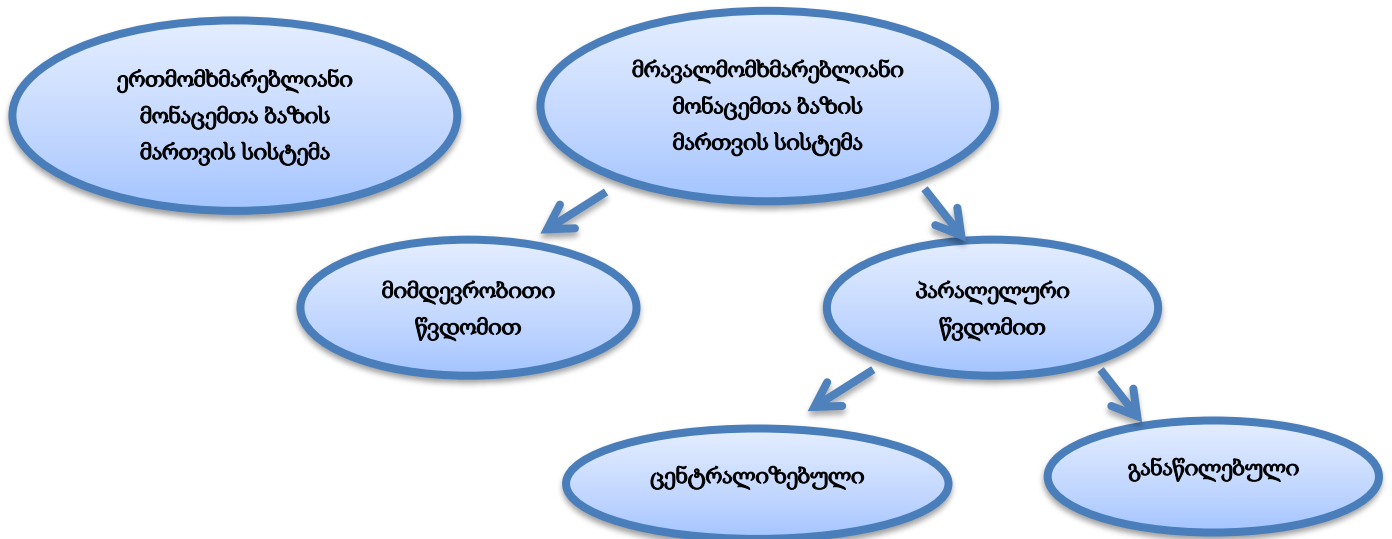 ერთმომხმარებლიანი
მონაცემთა ბაზის
მართვის სისტემა
მრავალმომხმარებლიანი
მონაცემთა ბაზის
მართვის სისტემა
მიმდევრობითი
წვდომით
პარალელური
წვდომით
ცენტრალიზებული
განაწილებული